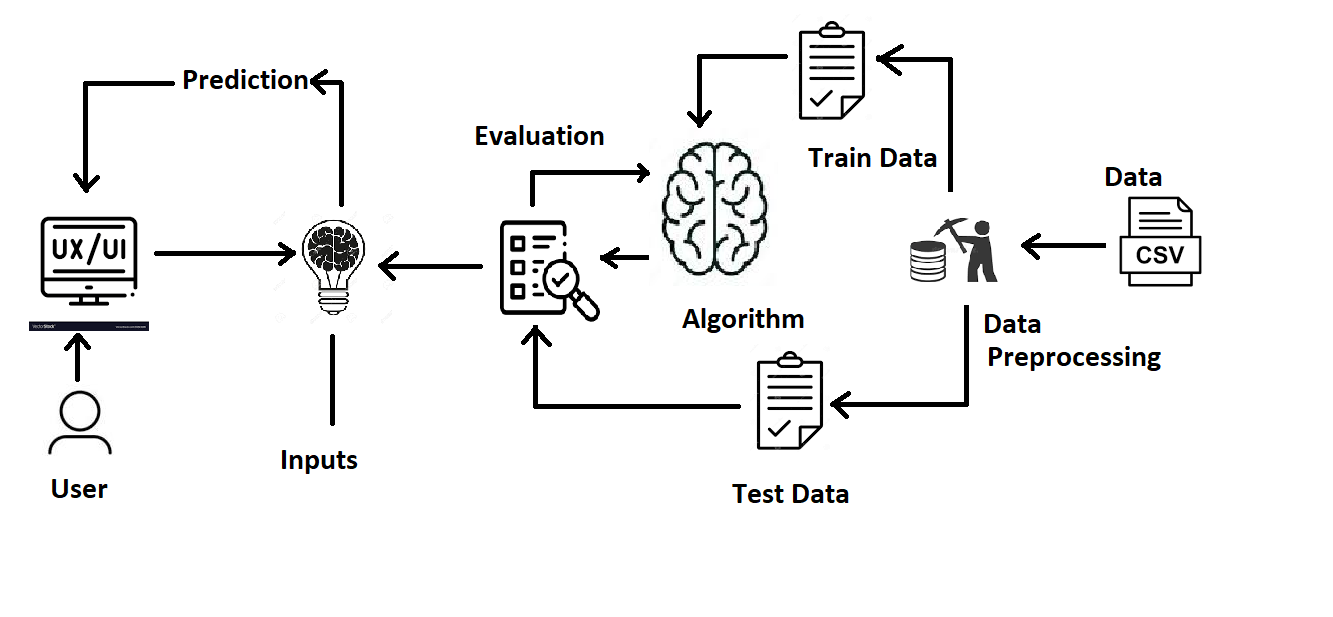 Prediction
Evaluation
Train Data
Data
UX/UI
CSV
Algorithm
Data
Preprocessing
Inputs
User
Test Data
VectorStock